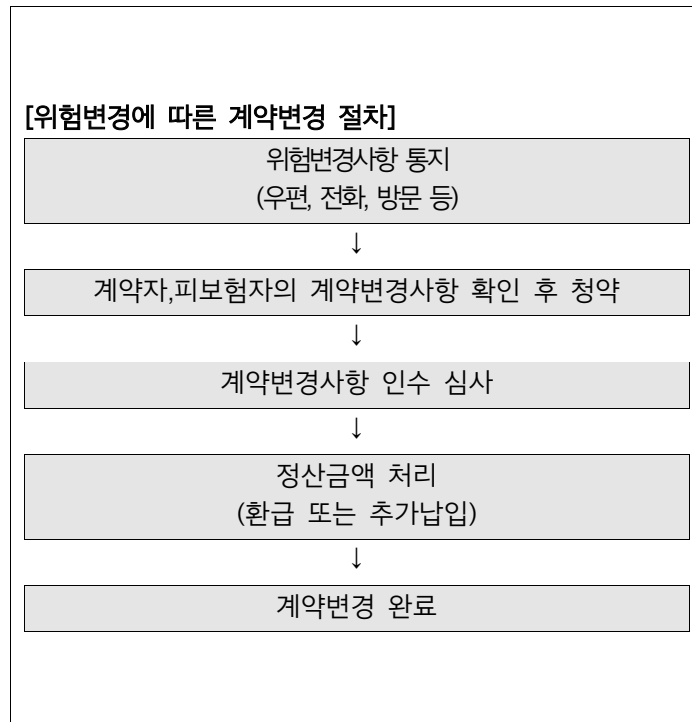 [위험변경에 따른 계약변경 절차]
위험변경사항 통지
(우편, 전화, 방문 등)
↓
계약자,피보험자의 계약변경사항 확인 후 청약
↓
계약변경사항 인수 심사
↓
정산금액 처리
(환급 또는 추가납입)
↓
계약변경 완료